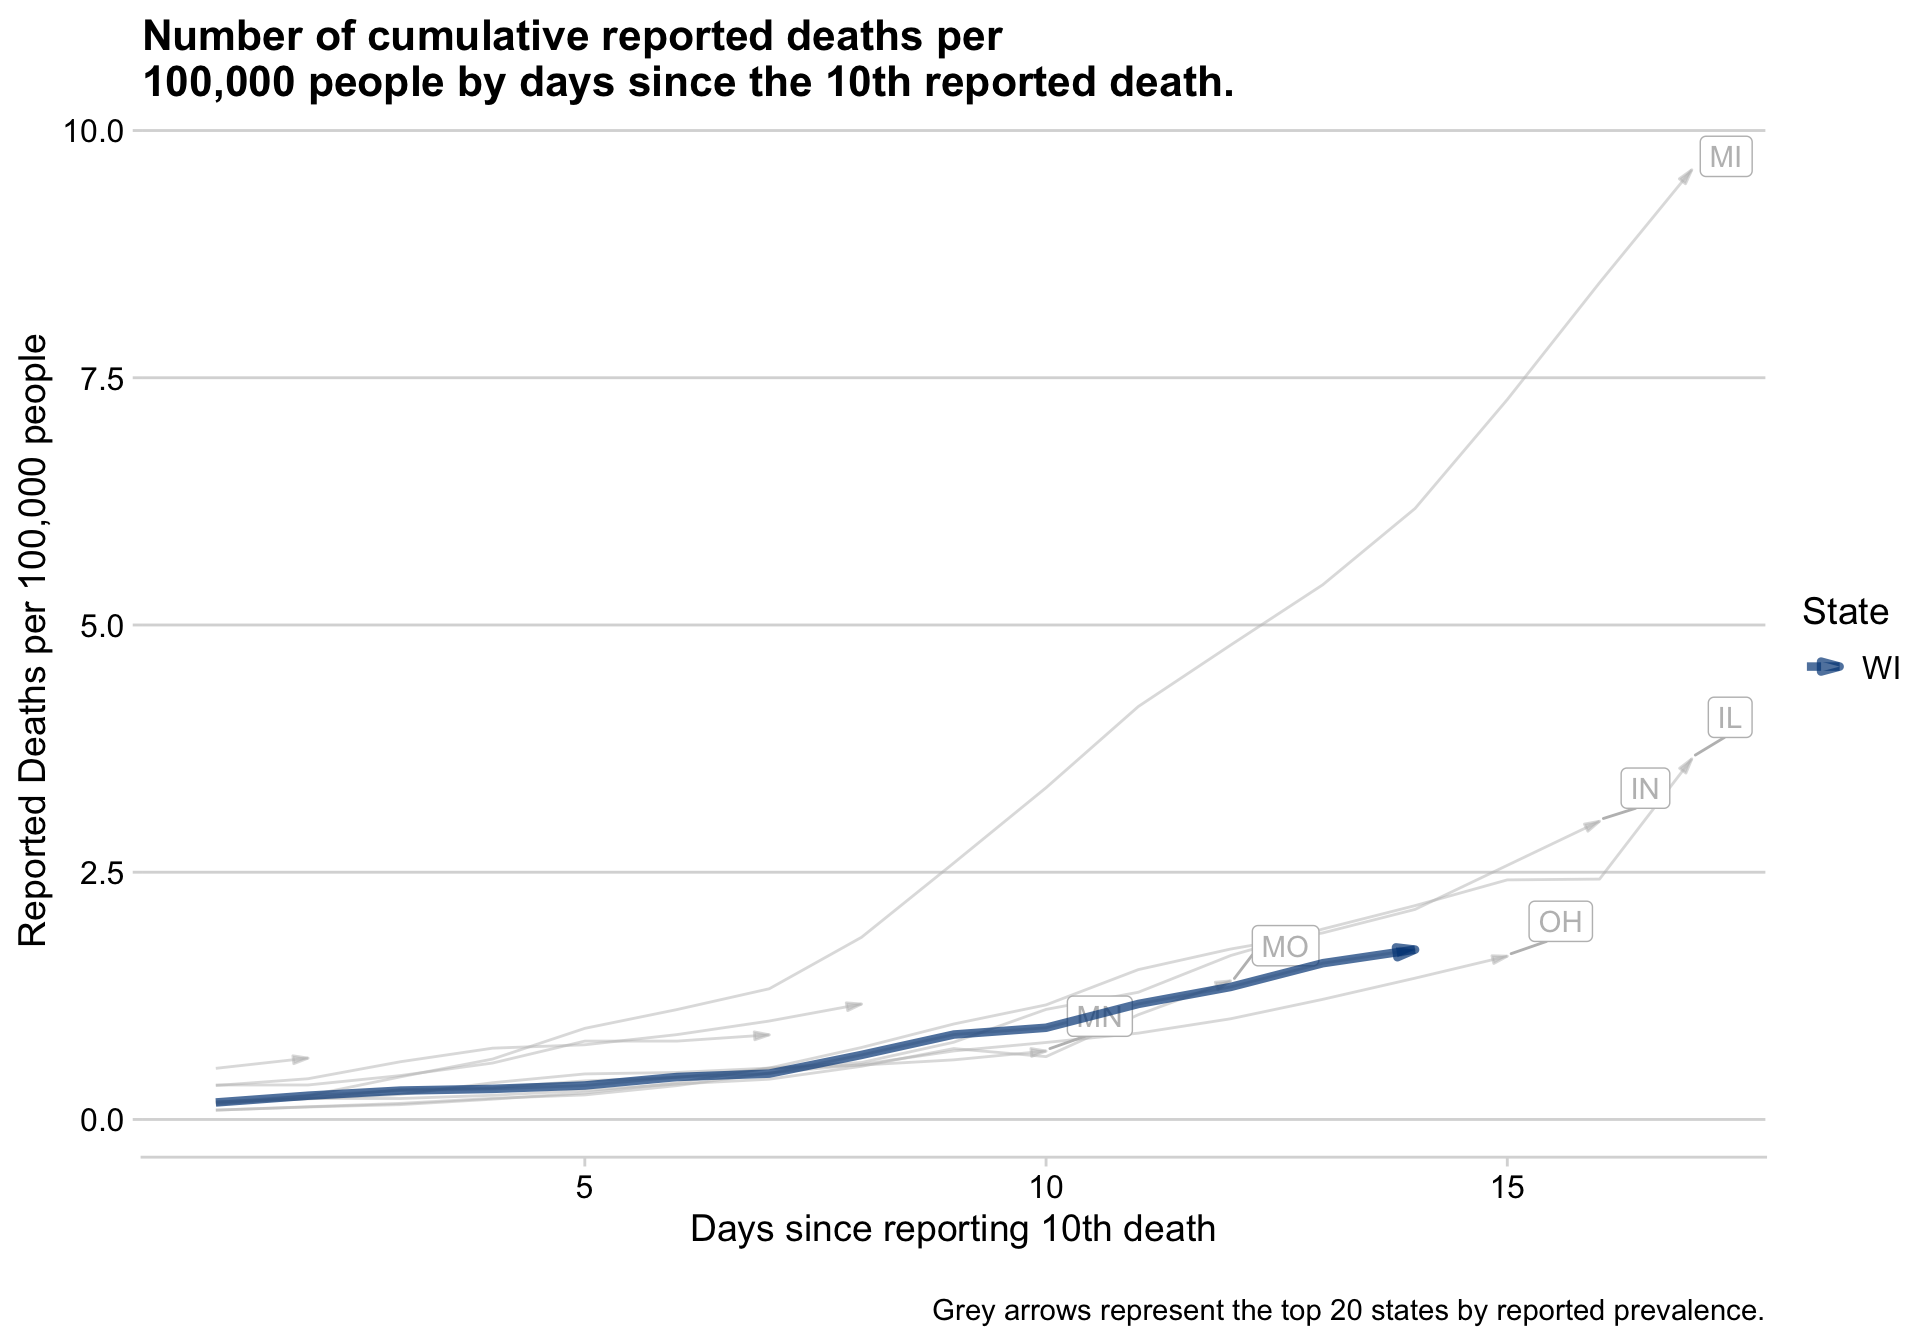 Number of cumulative reported deaths per
100,000 people by days since the 10th reported death.
10.0
7.5
5.0
2.5
0.0
Reported Deaths per 100,000 people
MI
IL
IN
OH
MO
MN
State
WI
5
10
15
Days since reporting 10th death
Grey arrows represent the top 20 states by reported prevalence.